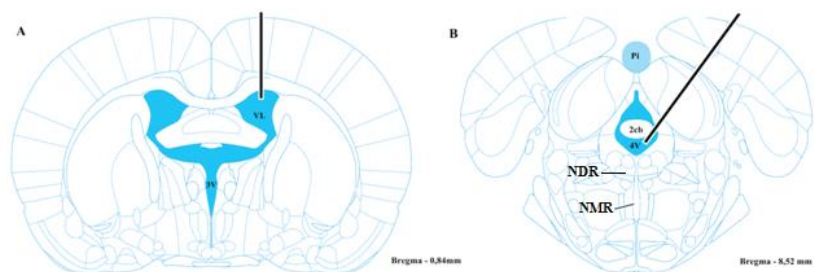 A
VL
3V
Bregma - 0,84mm
B
Pi
2cb
4V
NDR
NMR
Bregma - 8,52 mm